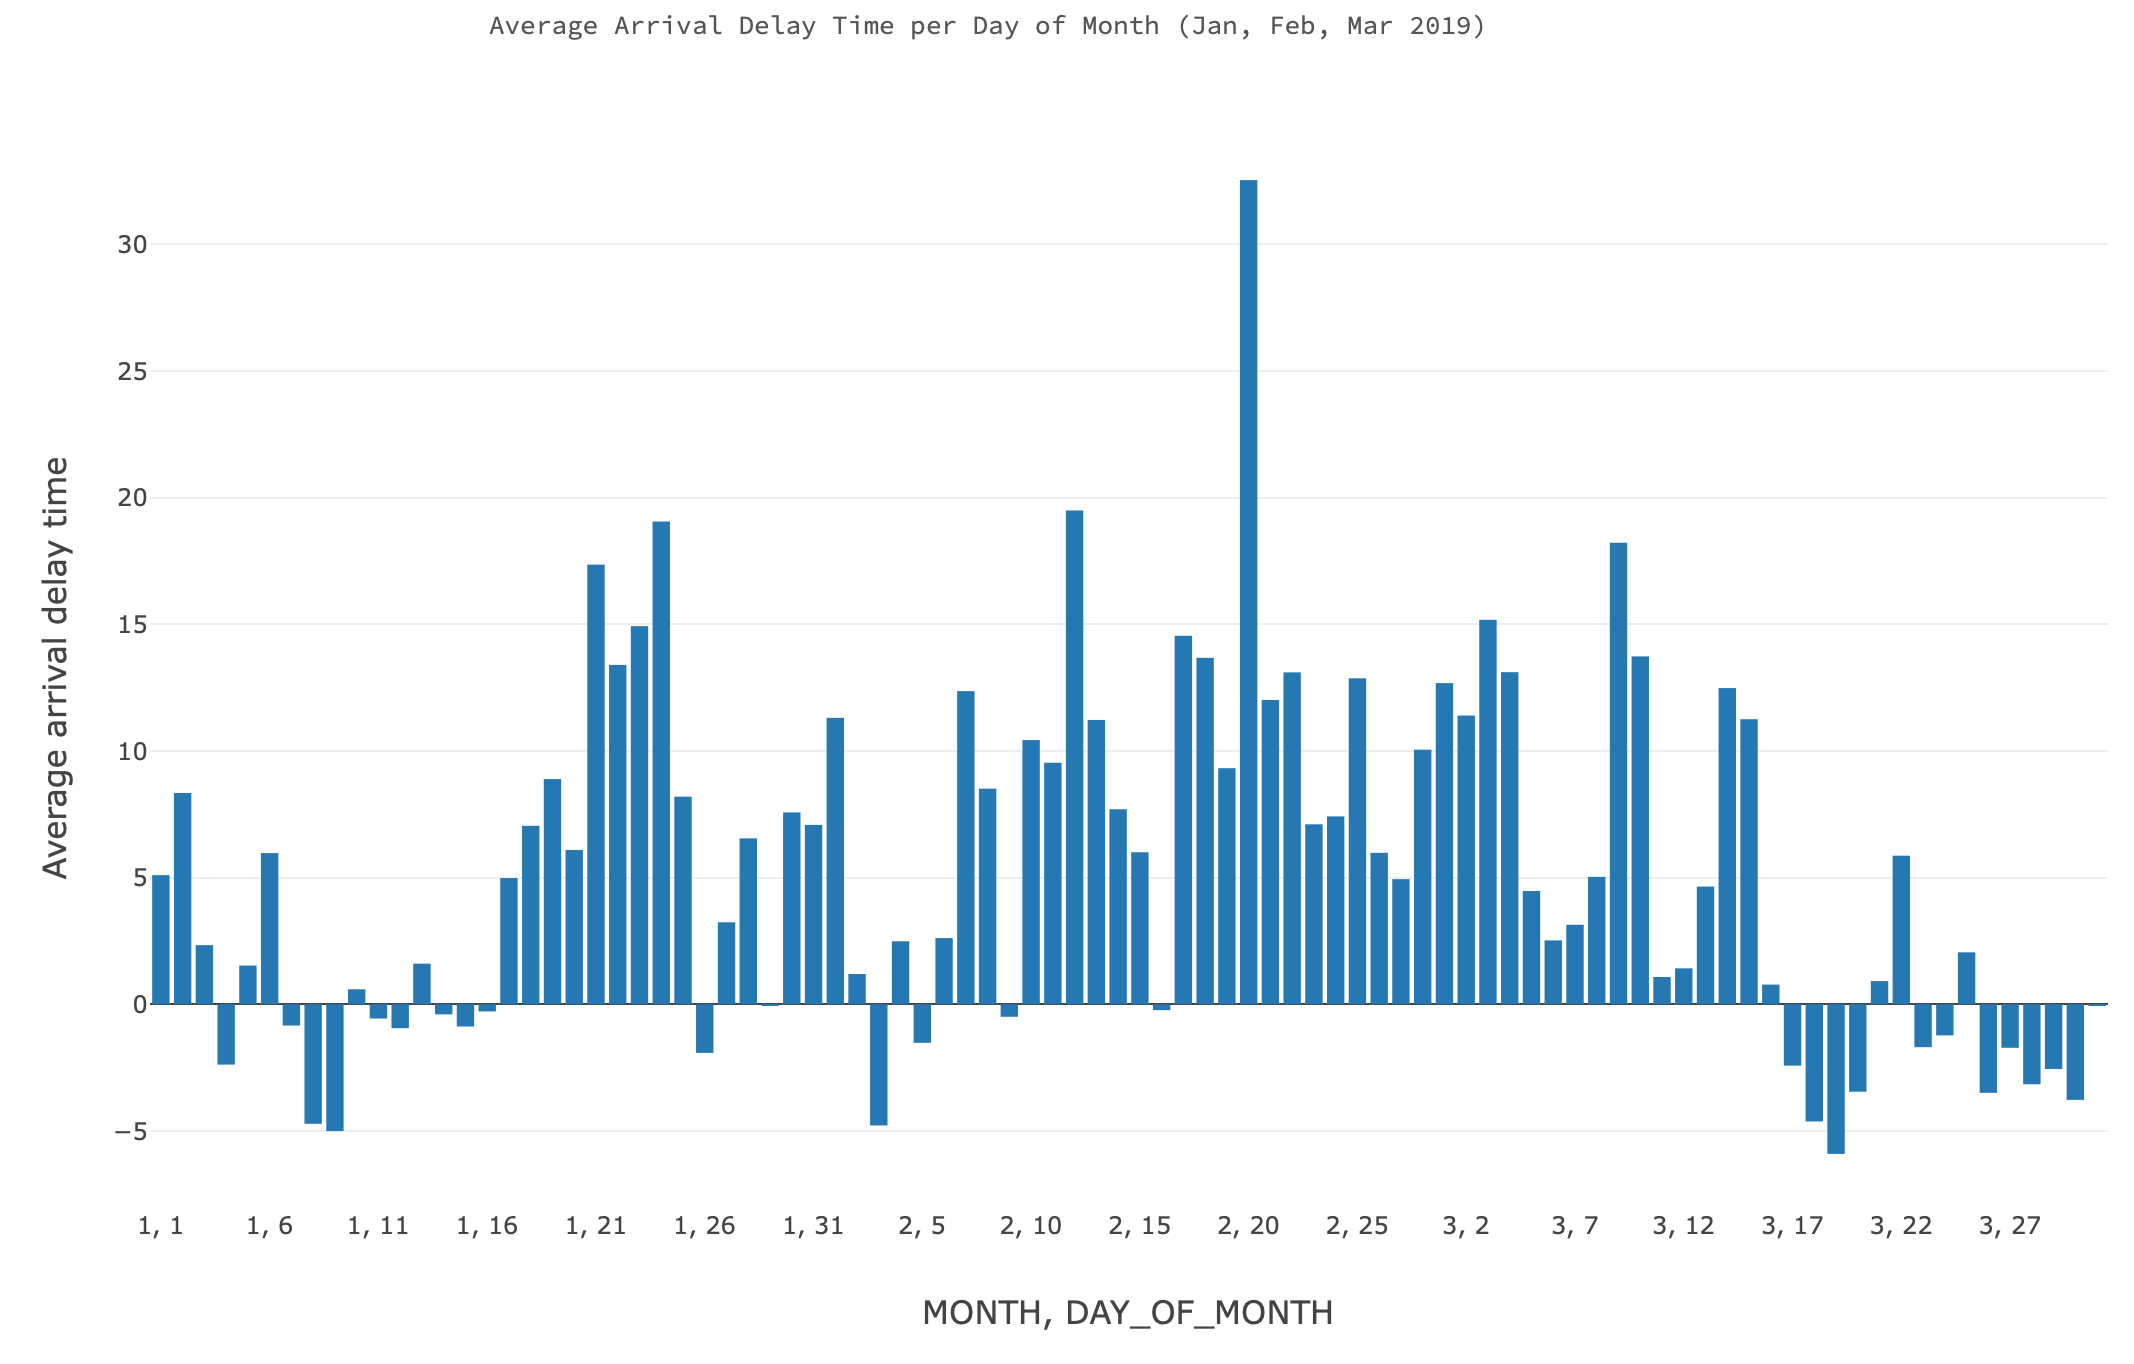 Average Arrival Delay Time per Day of Month (Jan, Feb, Mar 2019)
30
25
20
15
10
5
0
−5
Average arrival delay time
1, 1 1, 6 1, 11 1, 16 1, 21 1, 26 1, 31 2, 5 2, 10 2, 15 2, 20 2, 25 3, 2 3, 7 3, 12 3, 17 3, 22 3, 27
MONTH, DAY_OF_MONTH